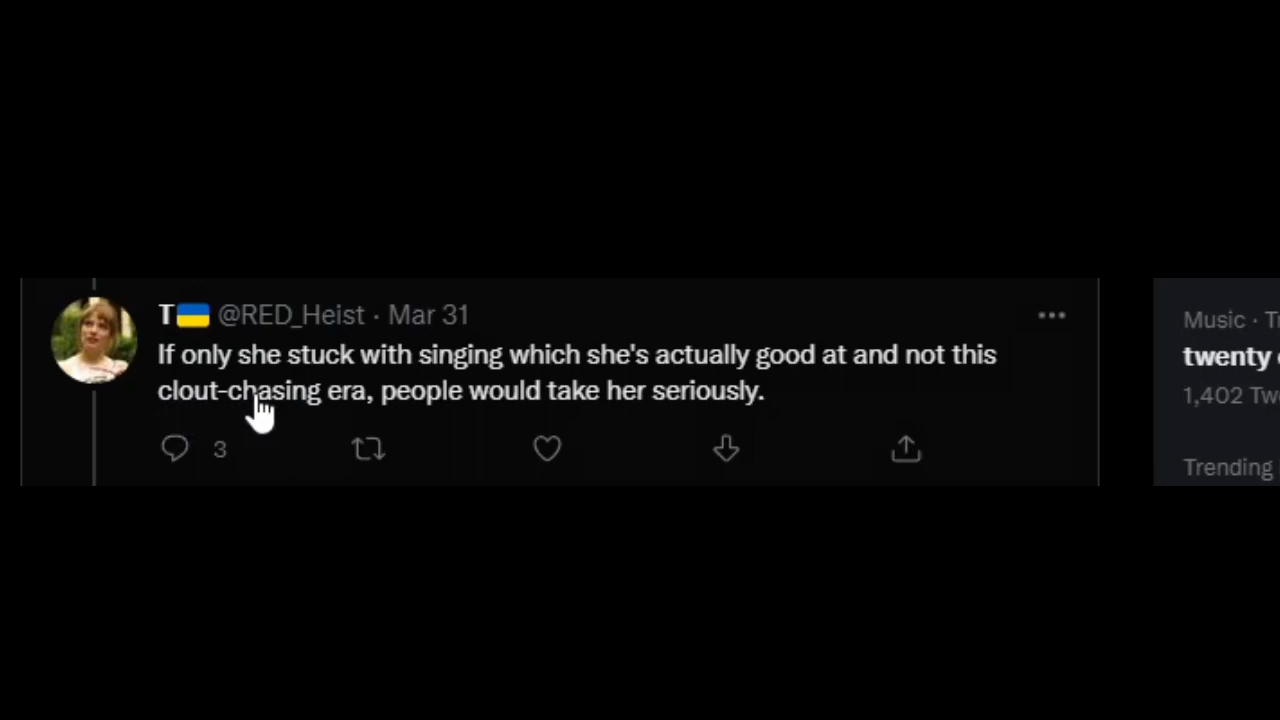 T @RED_Heist · Mar 31
If only she stuck with singing which she's actually good at and not this
clout-chasing era, people would take her seriously.
3
Music ·
twenty
1,402
Trending